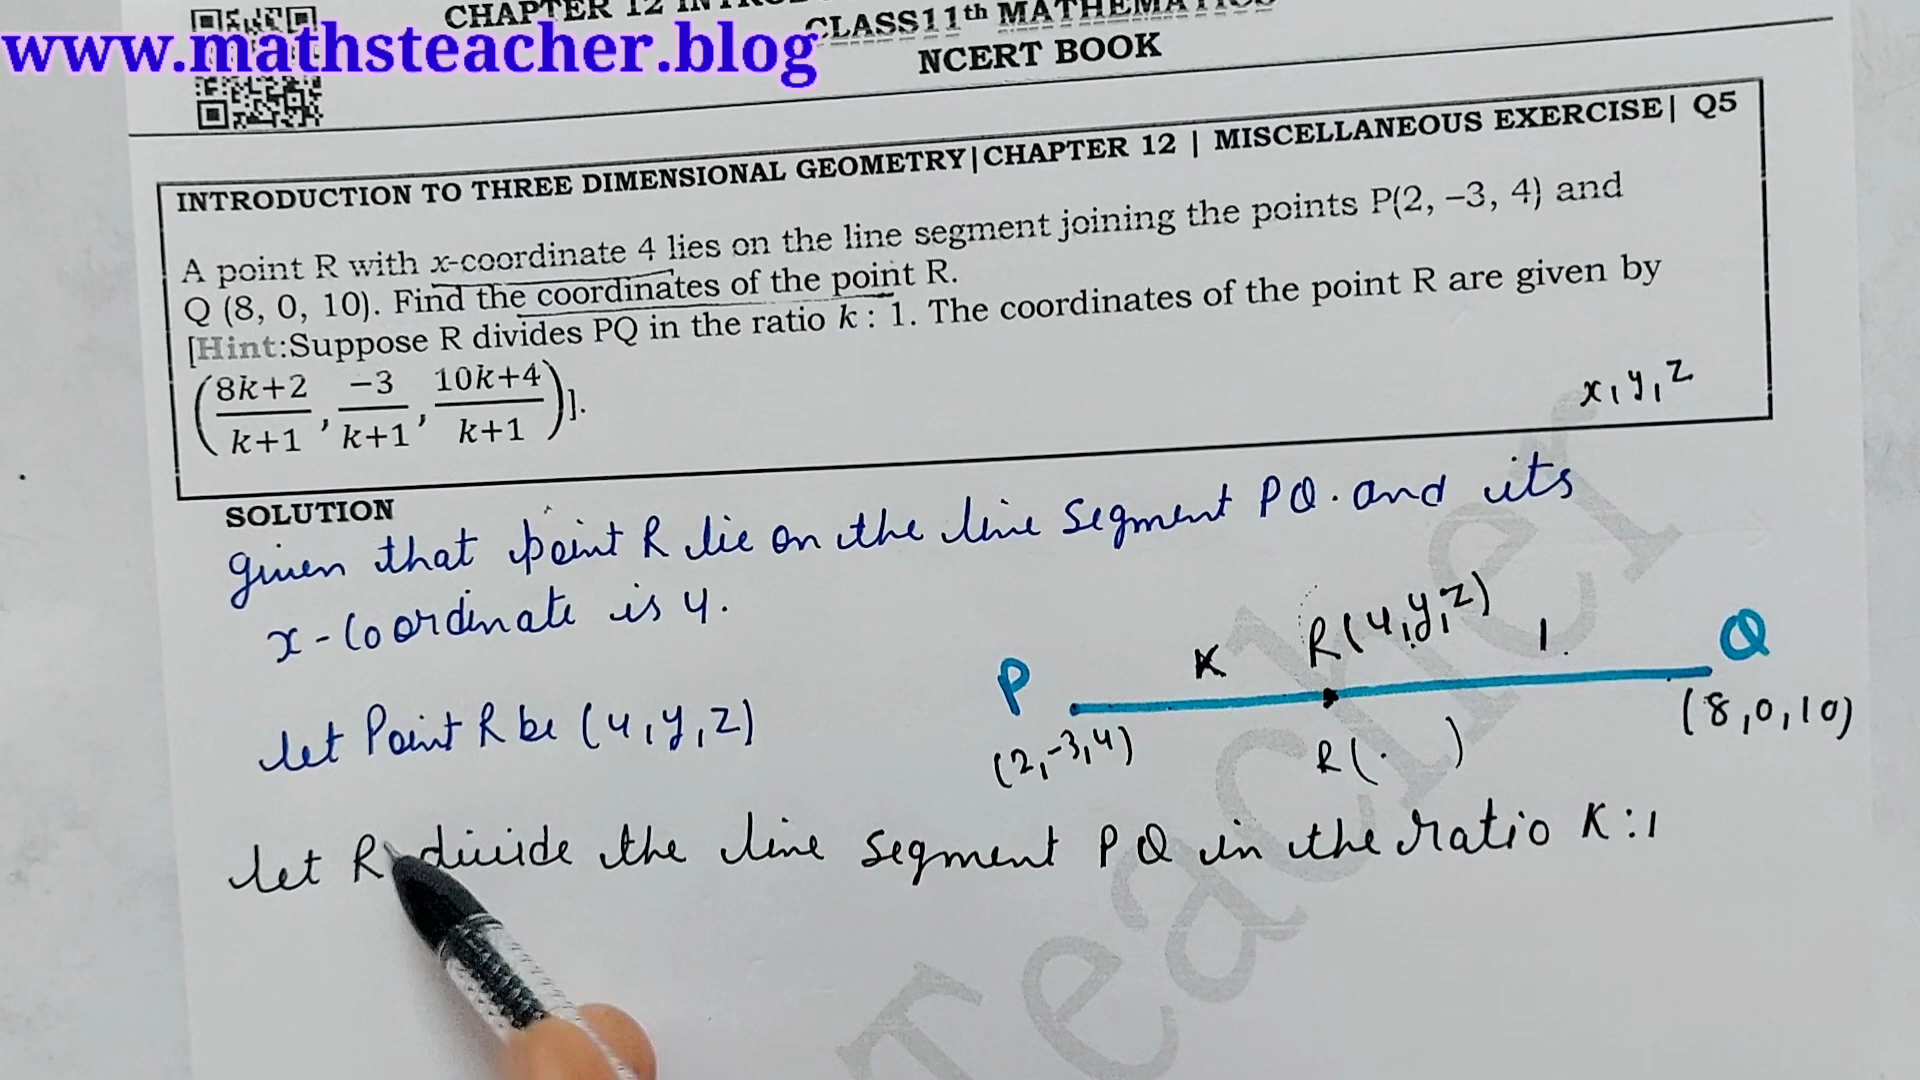 CHAPTER 12
www.mathsteacher.blog
CLASS11th MATHEMATICS
NCERT BOOK
INTRODUCTION TO THREE DIMENSIONAL GEOMETRY|CHAPTER 12 | MISCELLANEOUS EXERCISE| Q5
A point R with x-coordinate 4 lies on the line segment joining the points P(2, –3, 4) and
Q (8, 0, 10). Find the coordinates of the point R.
[Hint:Suppose R divides PQ in the ratio k : 1. The coordinates of the point R are given by
(8k+2/k+1, −3/k+1, 10k+4/k+1)].
x, y, z
SOLUTION
given that point R lie on the line segment PQ. and its
x-coordinate is 4.
P K R(4,y,z) 1 Q
(2,-3,4) R(. ) (8,0,10)
let Point R be (4,y,z)
let R divide the line segment PQ in the ratio K:1
Teacher